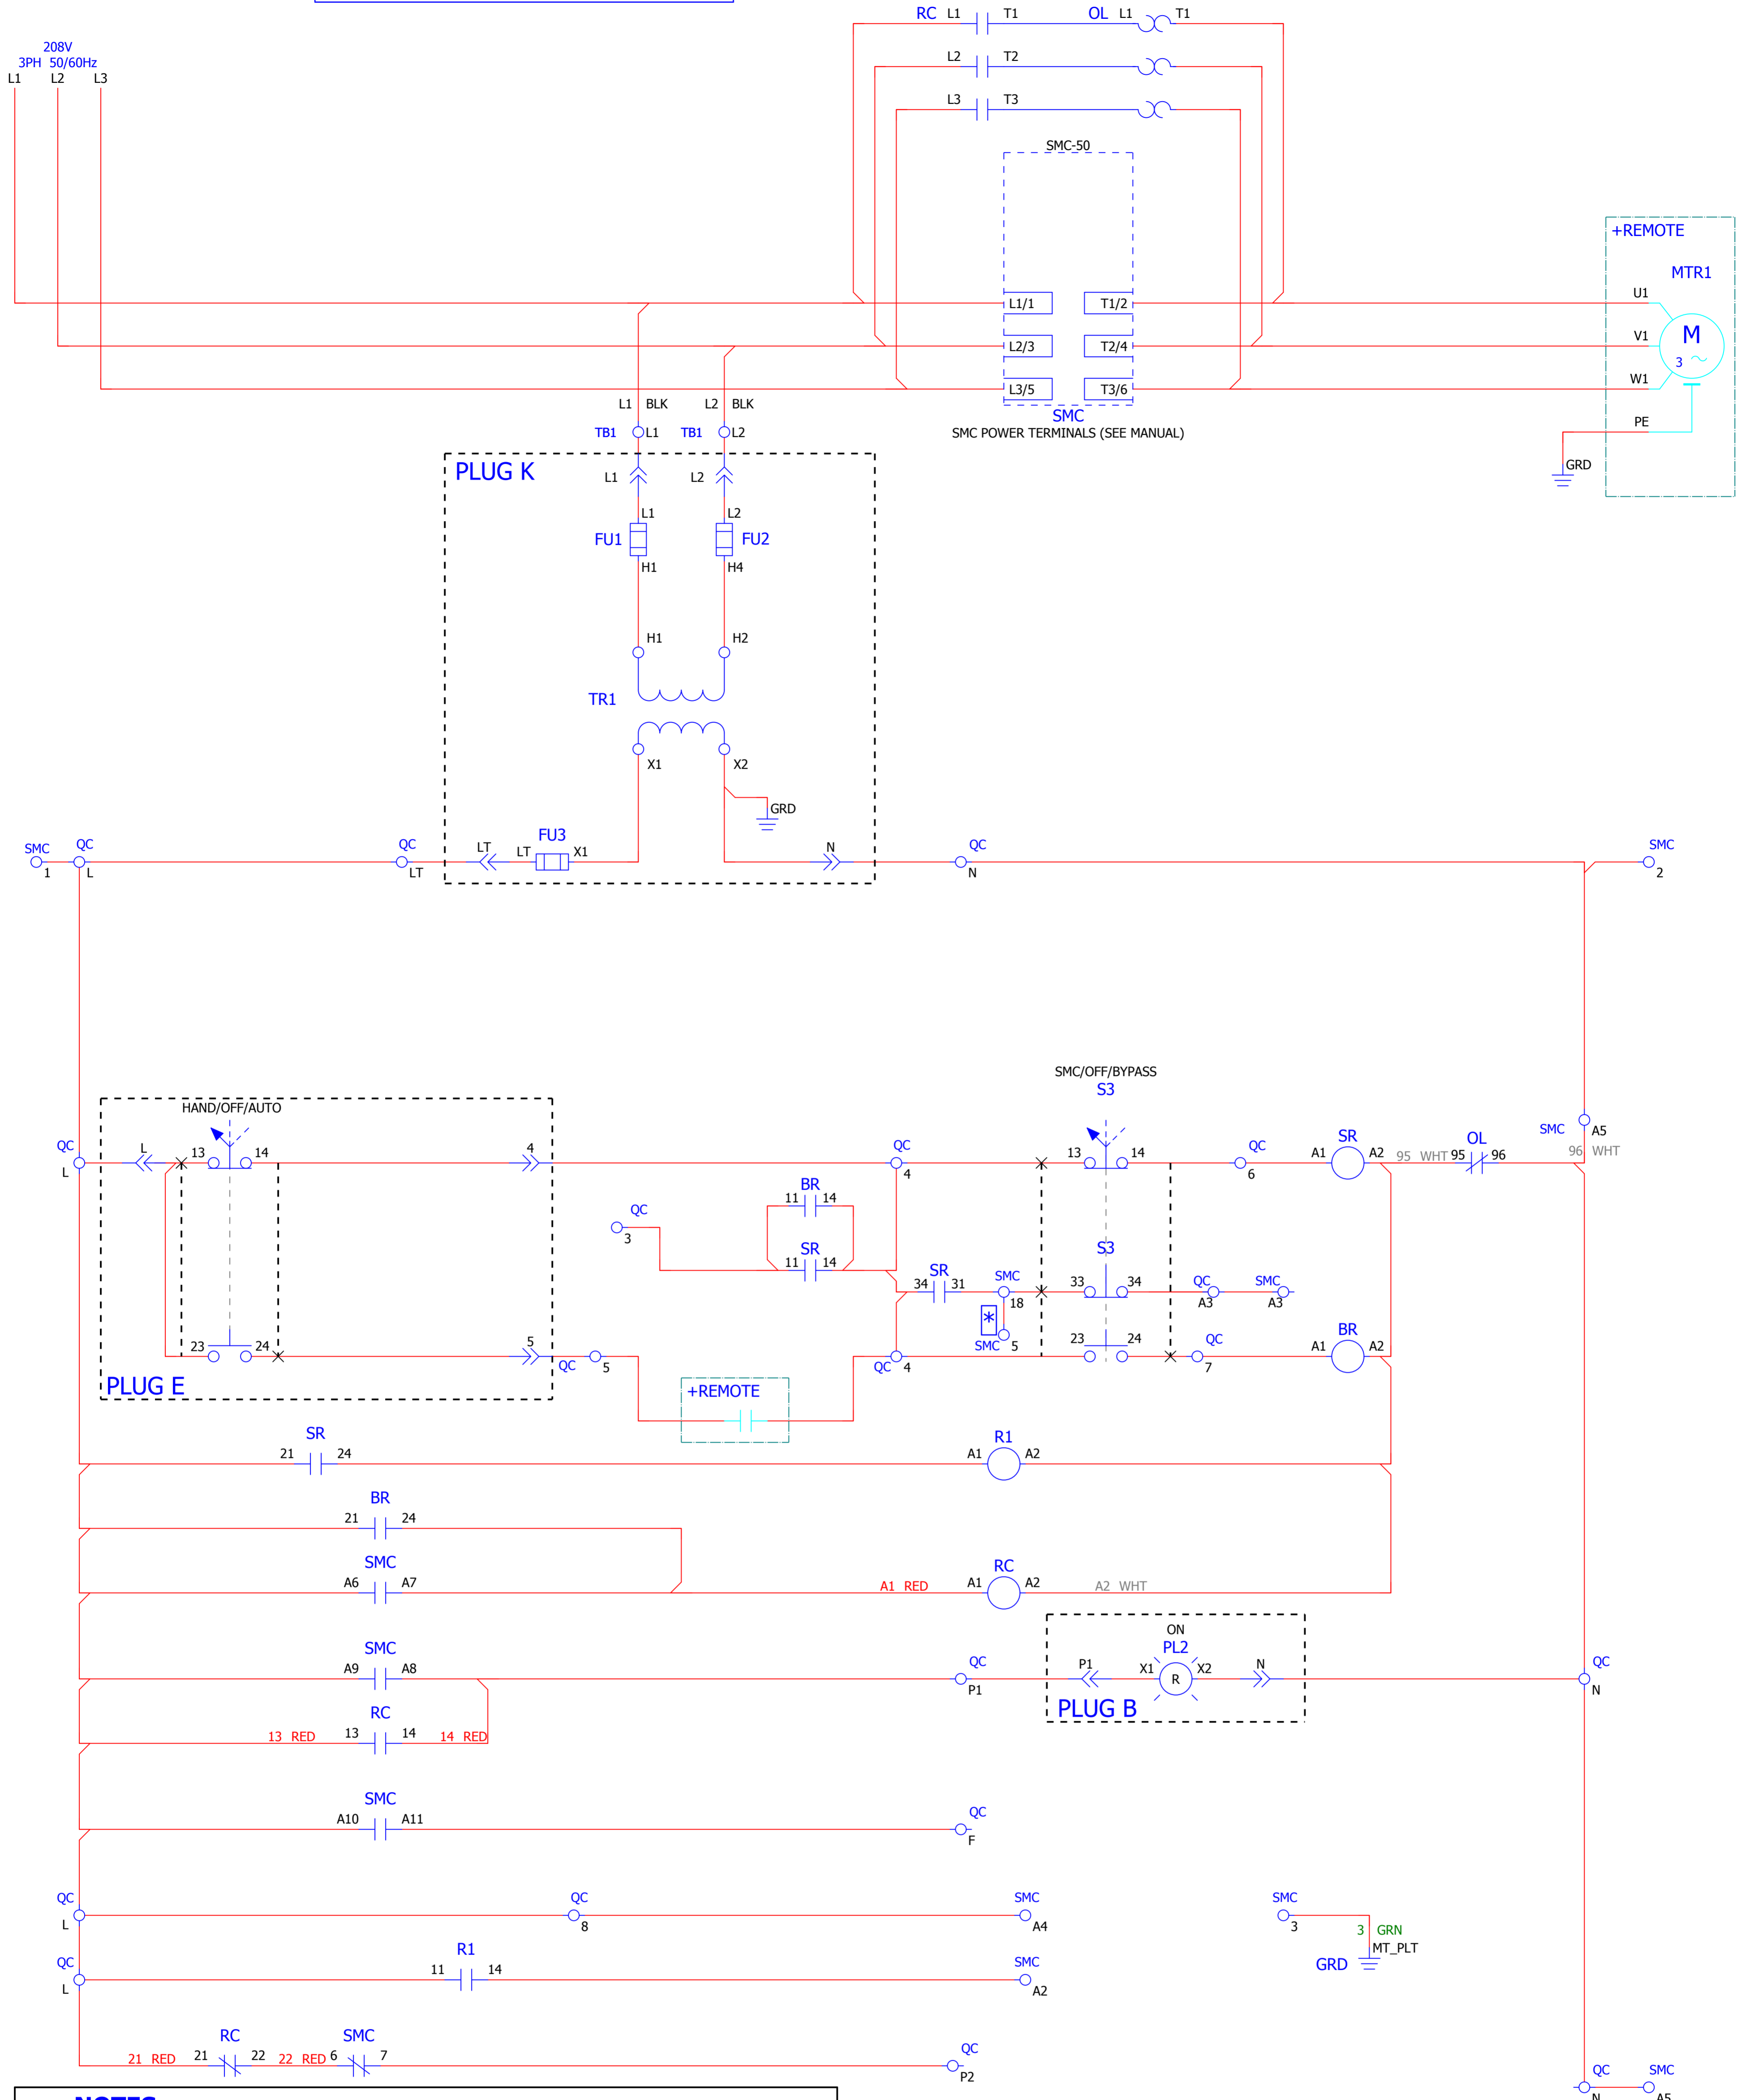 RC L1 T1 OL L1 T1
208V
3PH 50/60Hz
L1 L2 L3
L2 T2
L3 T3
SMC-50
+REMOTE
MTR1
L1/1 T1/2 U1
L2/3 T2/4 V1
M
3
L3/5 T3/6 W1
L1 BLK L2 BLK
SMC
SMC POWER TERMINALS (SEE MANUAL)
PE
TB1 L1 TB1 L2
GRD
PLUG K
L1 L2
L1 L2
FU1 FU2
H1 H4
H1 H2
TR1
X1 X2
GRD
SMC QC QC FU3 QC SMC
LT LT X1 N
1 L LT N 2
SMC/OFF/BYPASS
S3
HAND/OFF/AUTO
SMC A5
QC L 13 14 4 QC 13 14 QC SR A1 A2 95 WHT 95 OL 96 96 WHT
L 4 6
BR
11 14
QC
3
SR
11 14
S3
SR
34 31 SMC 33 34 QC SMC
18 A3 A3
*
SMC 5
23 24 5 QC 5 QC 4 23 24 QC 7 BR A1 A2
PLUG E
+REMOTE
SR
21 24
R1
A1 A2
BR
21 24
SMC
A6 A7
RC
A1 RED A1 A2 A2 WHT
ON
SMC PL2
A9 A8 QC P1 X1 R X2 N QC
P1 N
PLUG B
RC
13 RED 13 14 14 RED
SMC
A10 A11 QC
F
QC QC SMC SMC
L 8 A4 3
3 GRN
MT_PLT
GRD
QC R1 SMC
11 14
L A2
RC SMC
21 RED 21 22 22 RED 6 7 QC
P2
QC SMC
N A5
NOTES